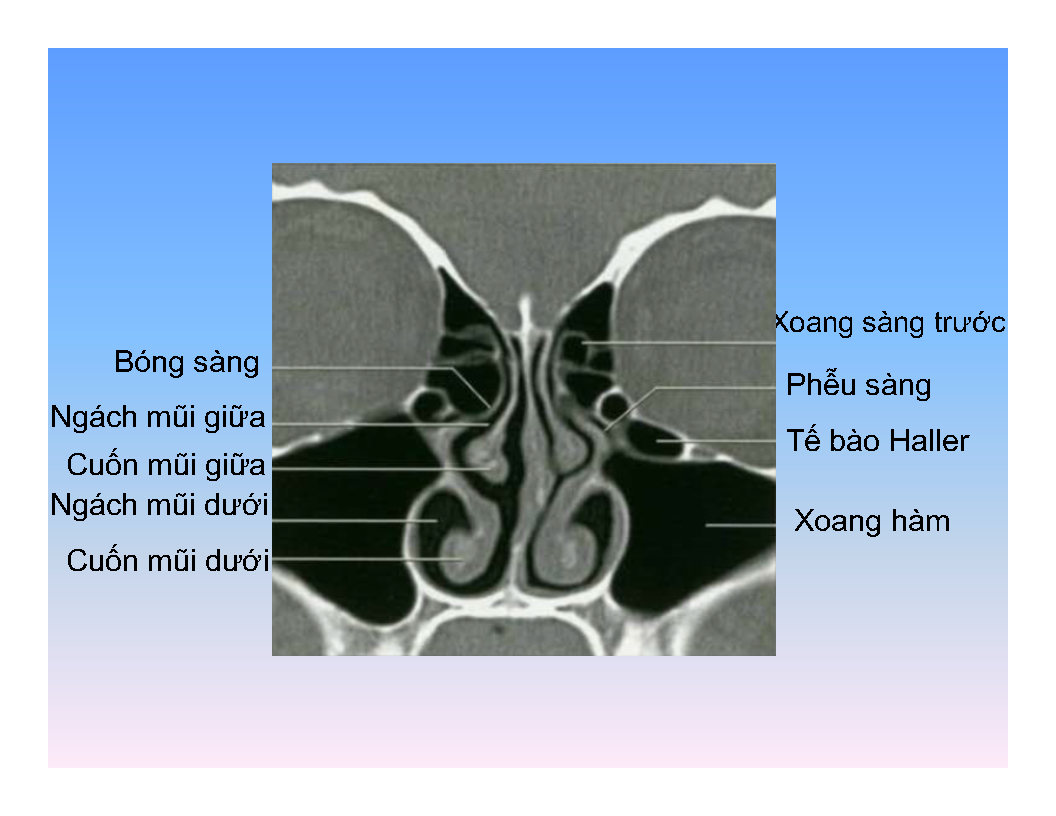 Bóng sàng
Ngách mũi giữa
Cuốn mũi giữa
Ngách mũi dưới
Cuốn mũi dưới
Xoang sàng trước
Phễu sàng
Tế bào Haller
Xoang hàm